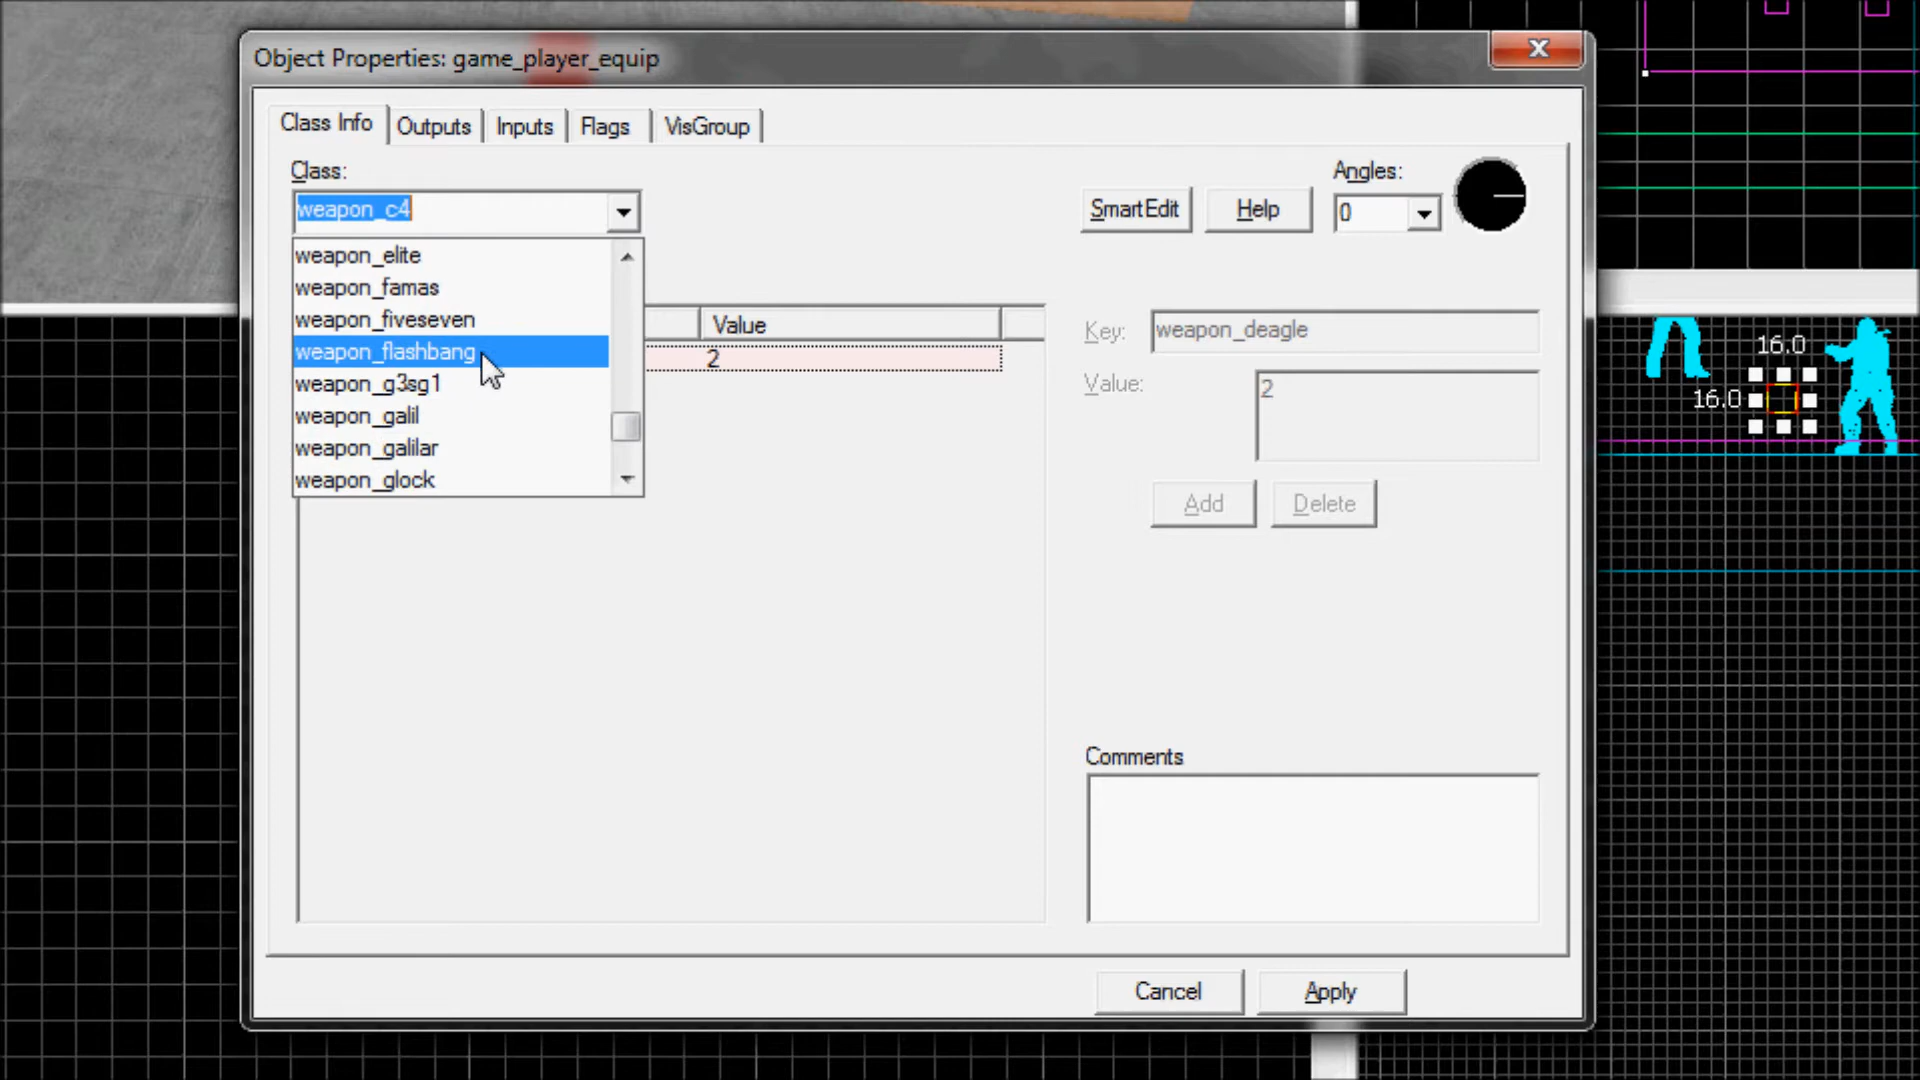 Object Properties: game_player_equip
Class Info
Outputs
Inputs
Flags
VisGroup
Class:
weapon_c4
SmartEdit
Help
Angles:
0
weapon_elite
weapon_famas
weapon_fiveseven
weapon_flashbang
weapon_g3sg1
weapon_galil
weapon_galilar
weapon_glock
Value
2
Key:
weapon_deagle
Value:
2
Add
Delete
Comments
Cancel
Apply
16.0
16.0